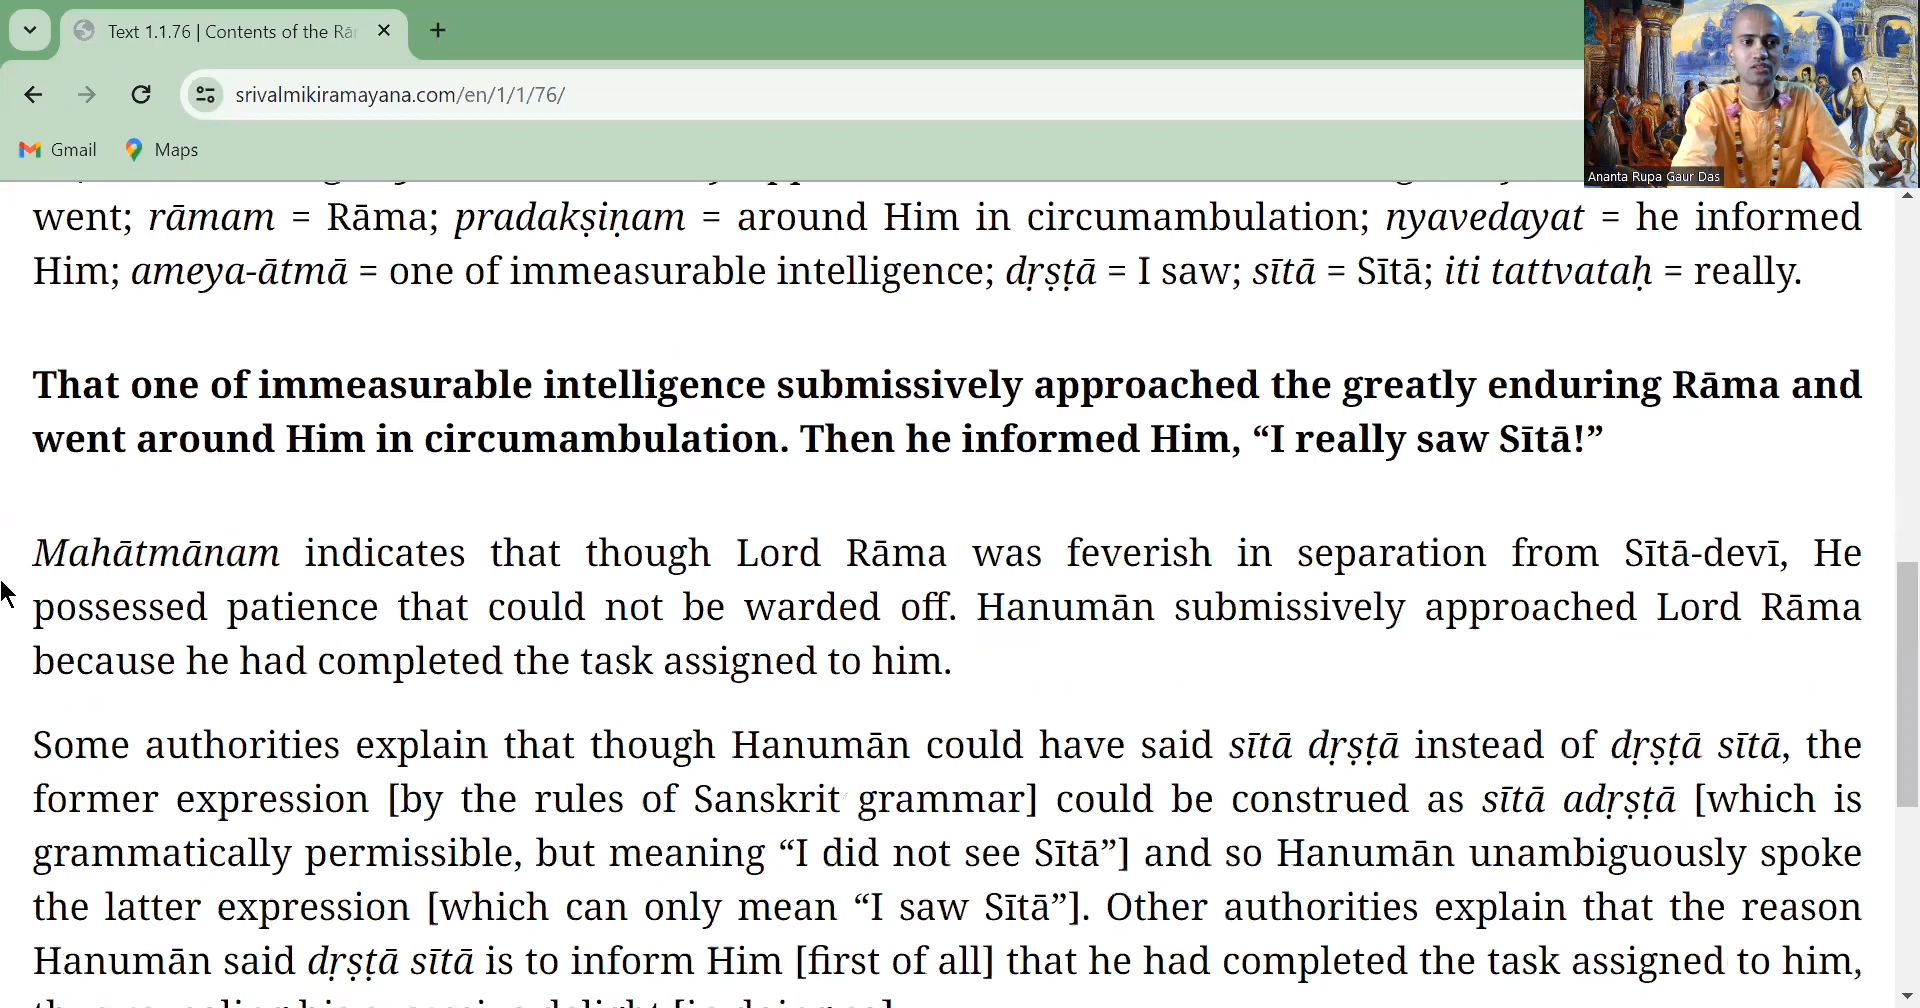 Text 1.1.76 | Contents of the Rā
srivalmikiramayana.com/en/1/1/76/
Gmail Maps
Ananta Rupa Gaur Das
went; rāmam = Rāma; pradakṣiṇam = around Him in circumambulation; nyavedayat = he informed
Him; ameya-ātmā = one of immeasurable intelligence; dṛṣṭā = I saw; sītā = Sītā; iti tattvataḥ = really.
That one of immeasurable intelligence submissively approached the greatly enduring Rāma and
went around Him in circumambulation. Then he informed Him, “I really saw Sītā!”
Mahātmānam indicates that though Lord Rāma was feverish in separation from Sītā-devī, He
possessed patience that could not be warded off. Hanumān submissively approached Lord Rāma
because he had completed the task assigned to him.
Some authorities explain that though Hanumān could have said sītā dṛṣṭā instead of dṛṣṭā sītā, the
former expression [by the rules of Sanskrit grammar] could be construed as sītā adṛṣṭā [which is
grammatically permissible, but meaning “I did not see Sītā”] and so Hanumān unambiguously spoke
the latter expression [which can only mean “I saw Sītā”]. Other authorities explain that the reason
Hanumān said dṛṣṭā sītā is to inform Him [first of all] that he had completed the task assigned to him,